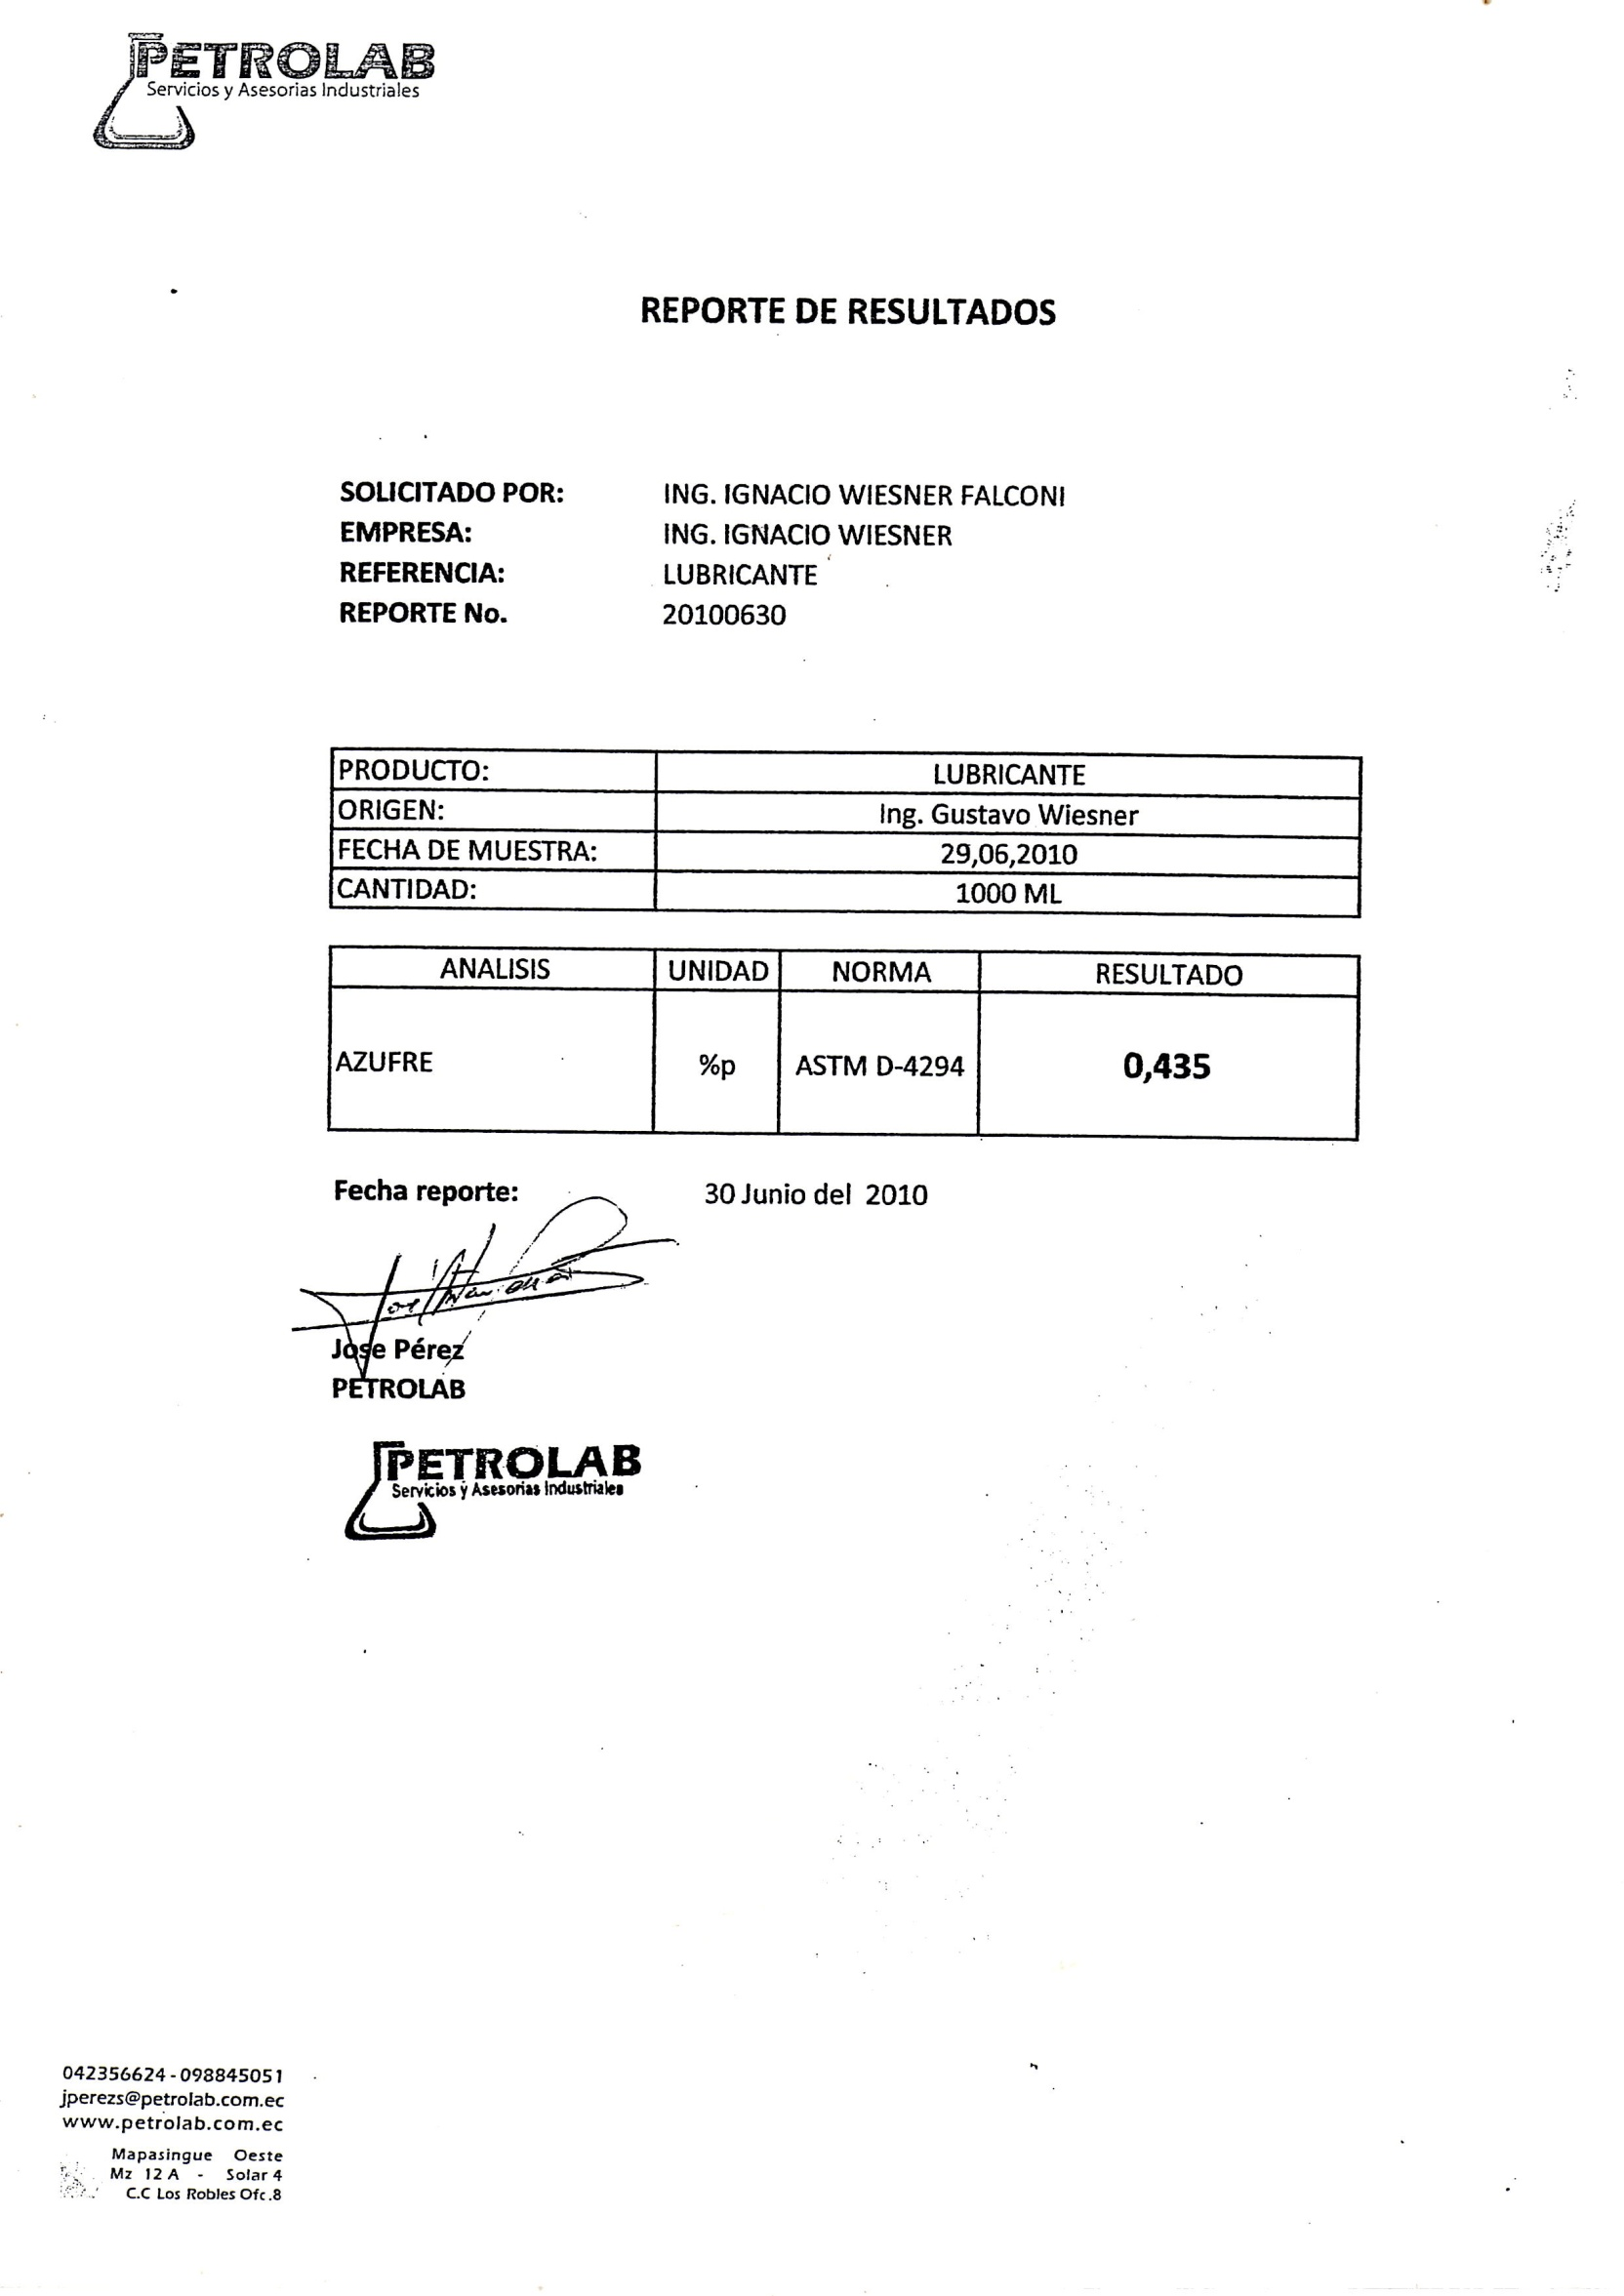 PETROLAB
Servicios y Asesorias Industriales
REPORTE DE RESULTADOS
SOLICITADO POR: ING. IGNACIO WIESNER FALCONI
EMPRESA: ING. IGNACIO WIESNER
REFERENCIA: LUBRICANTE
REPORTE No. 20100630
PRODUCTO: LUBRICANTE
ORIGEN: Ing. Gustavo Wiesner
FECHA DE MUESTRA: 29,06,2010
CANTIDAD: 1000 ML
ANALISIS UNIDAD NORMA RESULTADO
AZUFRE %p ASTM D-4294 0,435
Fecha reporte: 30 Junio del 2010
Jose Pérez
PETROLAB
PETROLAB
Servicios y Asesorias Industriales
042356624 - 098845051
jperezs@petrolab.com.ec
www.petrolab.com.ec
Mapasingue Oeste
Mz 12 A - Solar 4
C.C Los Robles Ofc.8